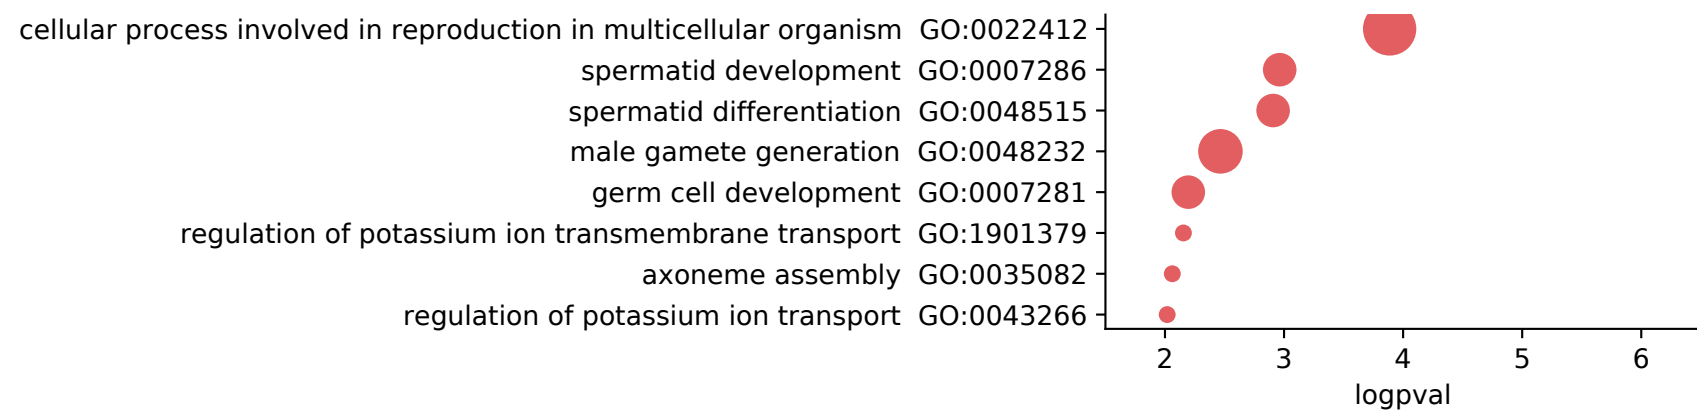 cellular process involved in reproduction in multicellular organism GO:0022412
spermatid development GO:0007286
spermatid differentiation GO:0048515
male gamete generation GO:0048232
germ cell development GO:0007281
regulation of potassium ion transmembrane transport GO:1901379
axoneme assembly GO:0035082
regulation of potassium ion transport GO:0043266
2 3 4 5 6
logpval